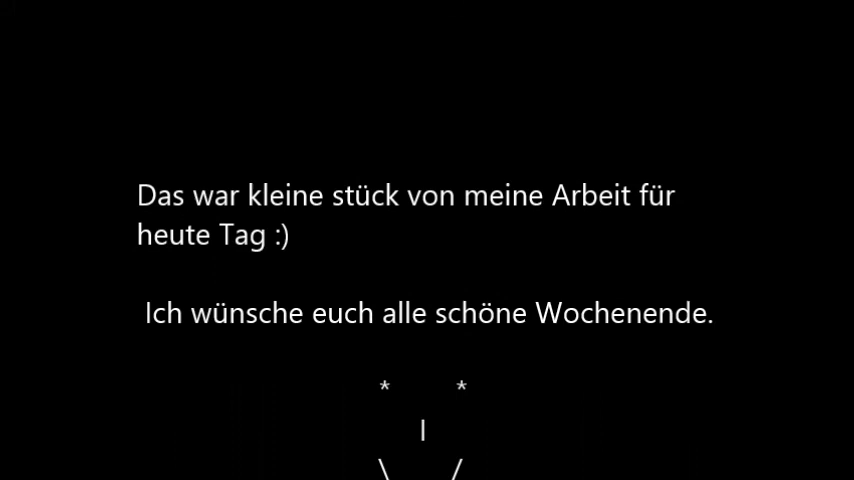 Das war kleine stück von meine Arbeit für
heute Tag :)
Ich wünsche euch alle schöne Wochenende.
* *
|
\ /